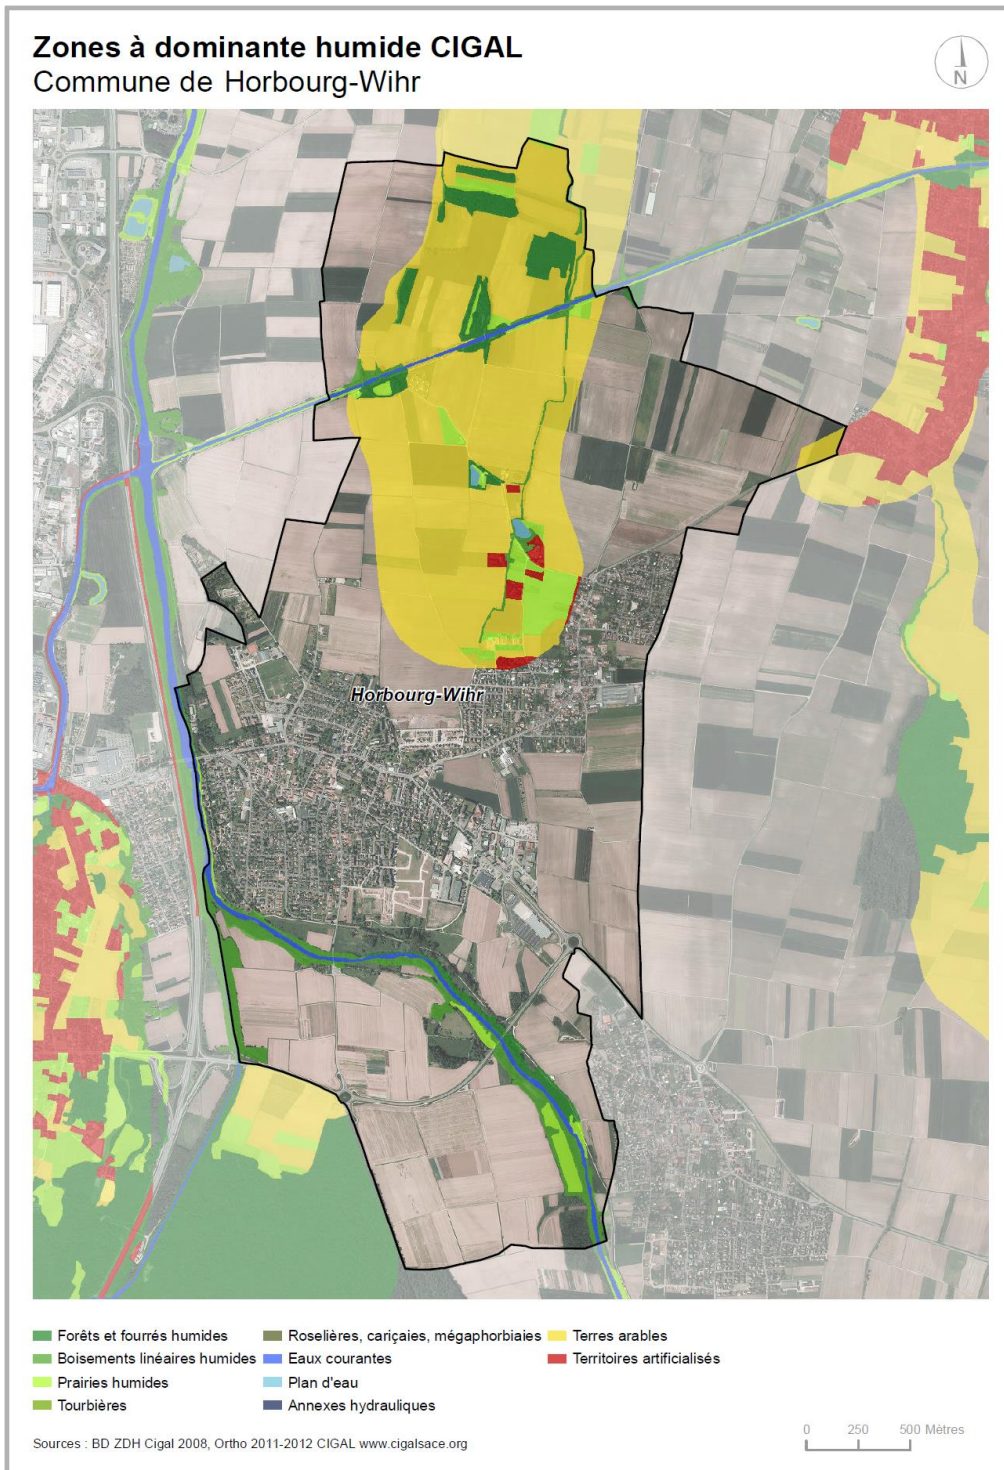 Zones à dominante humide CIGAL
Commune de Horbourg-Wihr
N
Horbourg-Wihr
Forêts et fourrés humides
Boisements linéaires humides
Prairies humides
Tourbières
Roselières, cariçaies, mégaphorbiaies
Eaux courantes
Plan d'eau
Annexes hydrauliques
Terres arables
Territoires artificialisés
Sources : BD ZDH Cigal 2008, Ortho 2011-2012 CIGAL www.cigalsace.org
0 250 500 Mètres